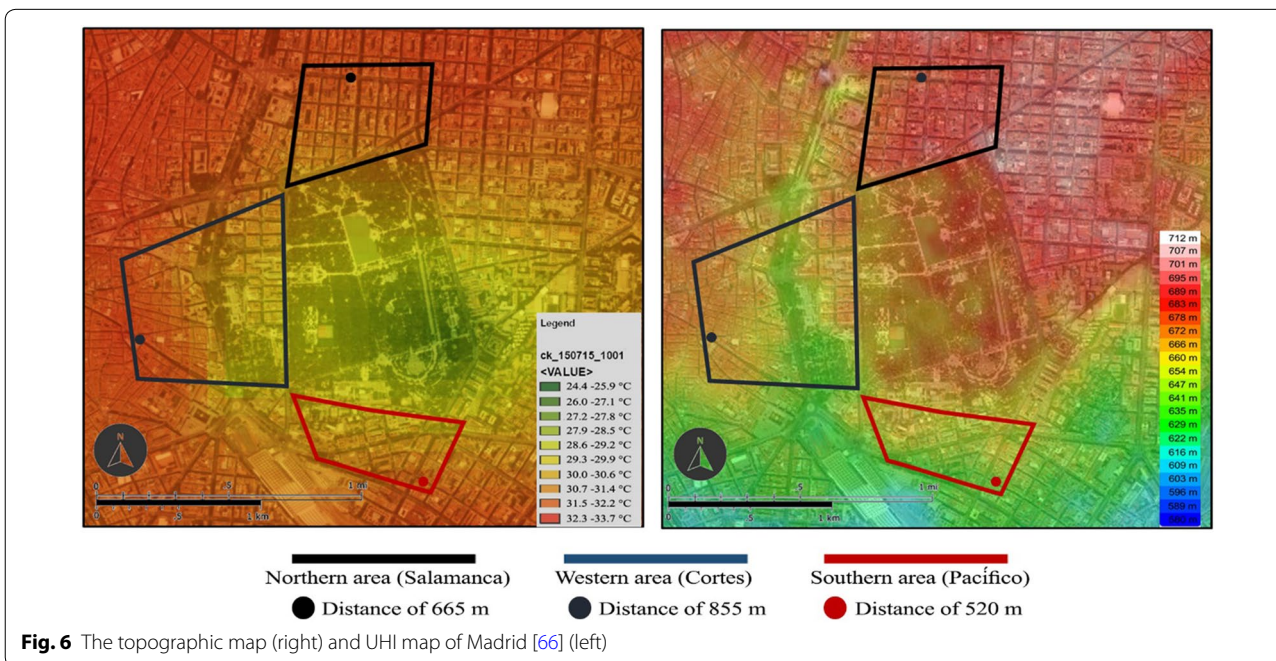 N
0 .5 1 mi
0 .5 1 km
Legend
ck_150715_1001
<VALUE>
24.4 -25.9 °C
26.0 -27.1 °C
27.2 -27.8 °C
27.9 -28.5 °C
28.6 -29.2 °C
29.3 -29.9 °C
30.0 -30.6 °C
30.7 -31.4 °C
31.5 -32.2 °C
32.3 -33.7 °C
N
0 .5 1 mi
0 .5 1 km
712 m
707 m
701 m
695 m
689 m
683 m
678 m
672 m
666 m
660 m
654 m
647 m
641 m
635 m
629 m
622 m
616 m
609 m
603 m
596 m
589 m
Northern area (Salamanca) Western area (Cortes) Southern area (Pacífico)
Distance of 665 m Distance of 855 m Distance of 520 m
Fig. 6 The topographic map (right) and UHI map of Madrid [66] (left)